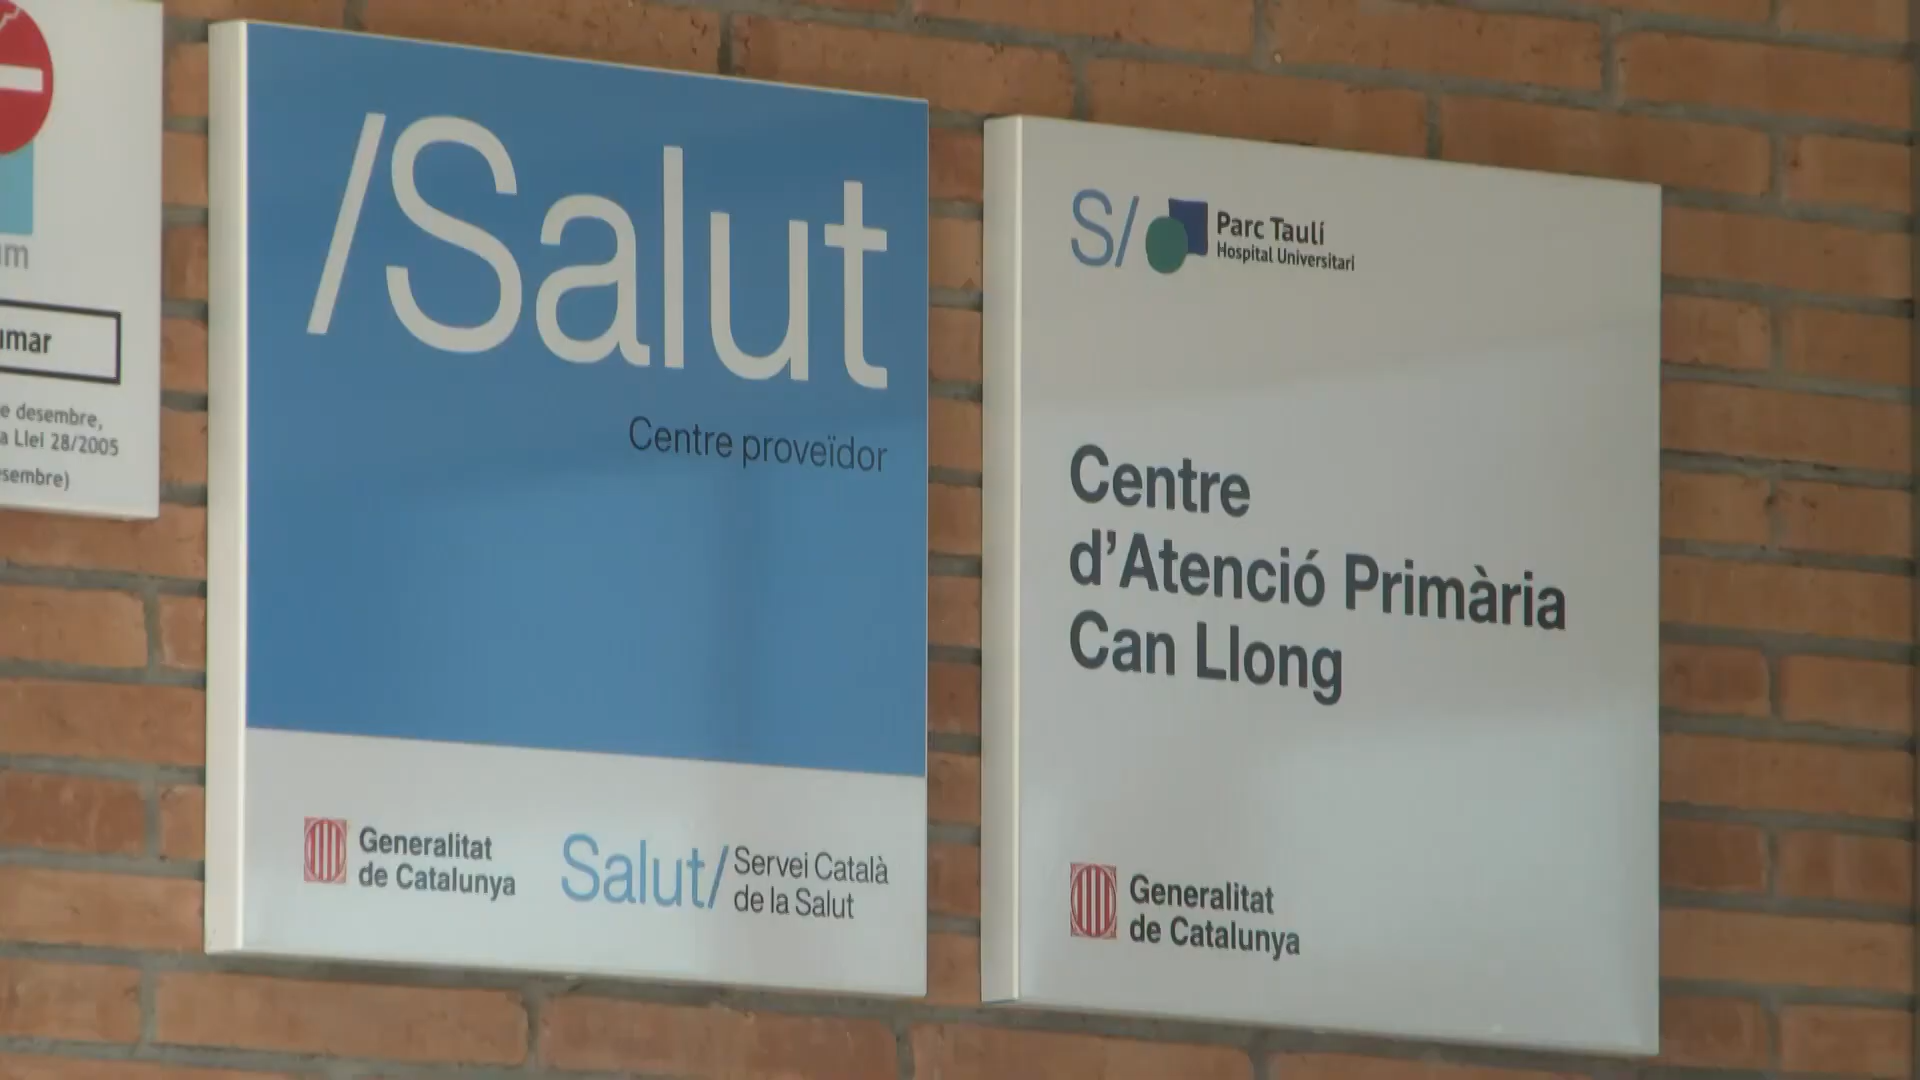 umar
e desembre,
a Llei 28/2005
sembre)
/Salut
Centre proveïdor
Generalitat
de Catalunya
Salut/
Servei Català
de la Salut
S/
Parc Taulí
Hospital Universitari
Centre
d'Atenció Primària
Can Llong
Generalitat
de Catalunya